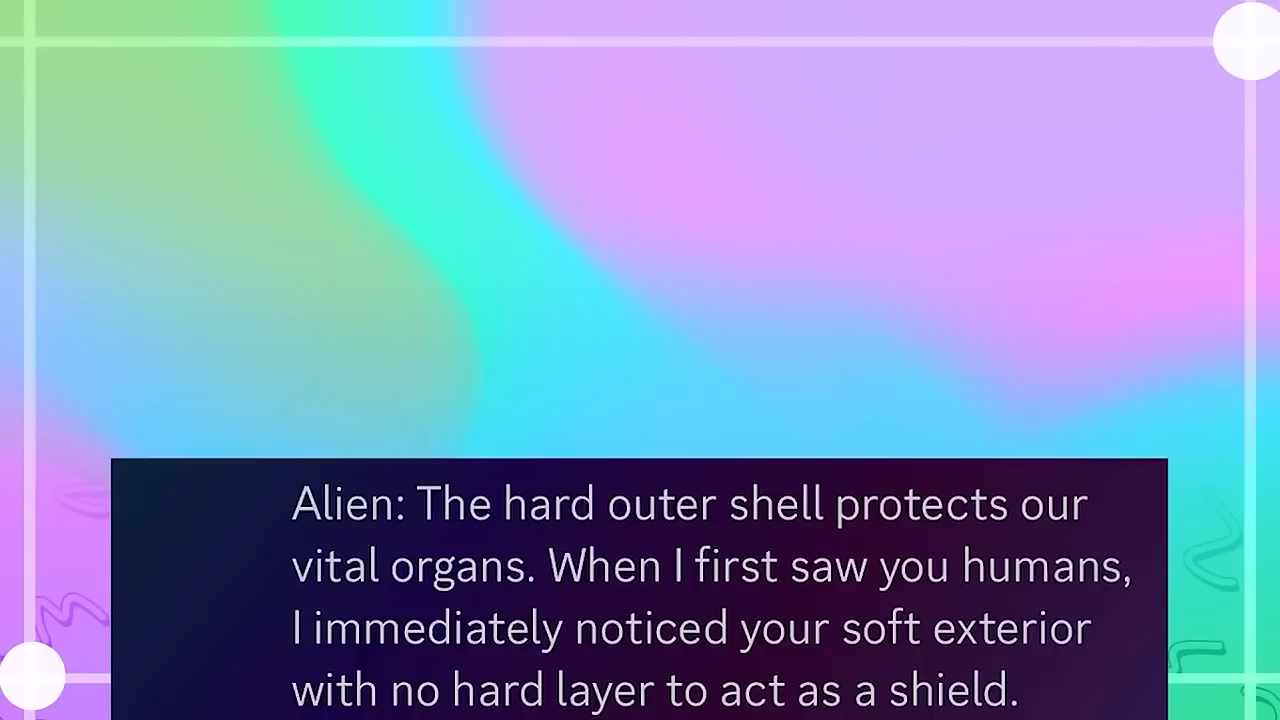 Alien: The hard outer shell protects our
vital organs. When I first saw you humans,
I immediately noticed your soft exterior
with no hard layer to act as a shield.